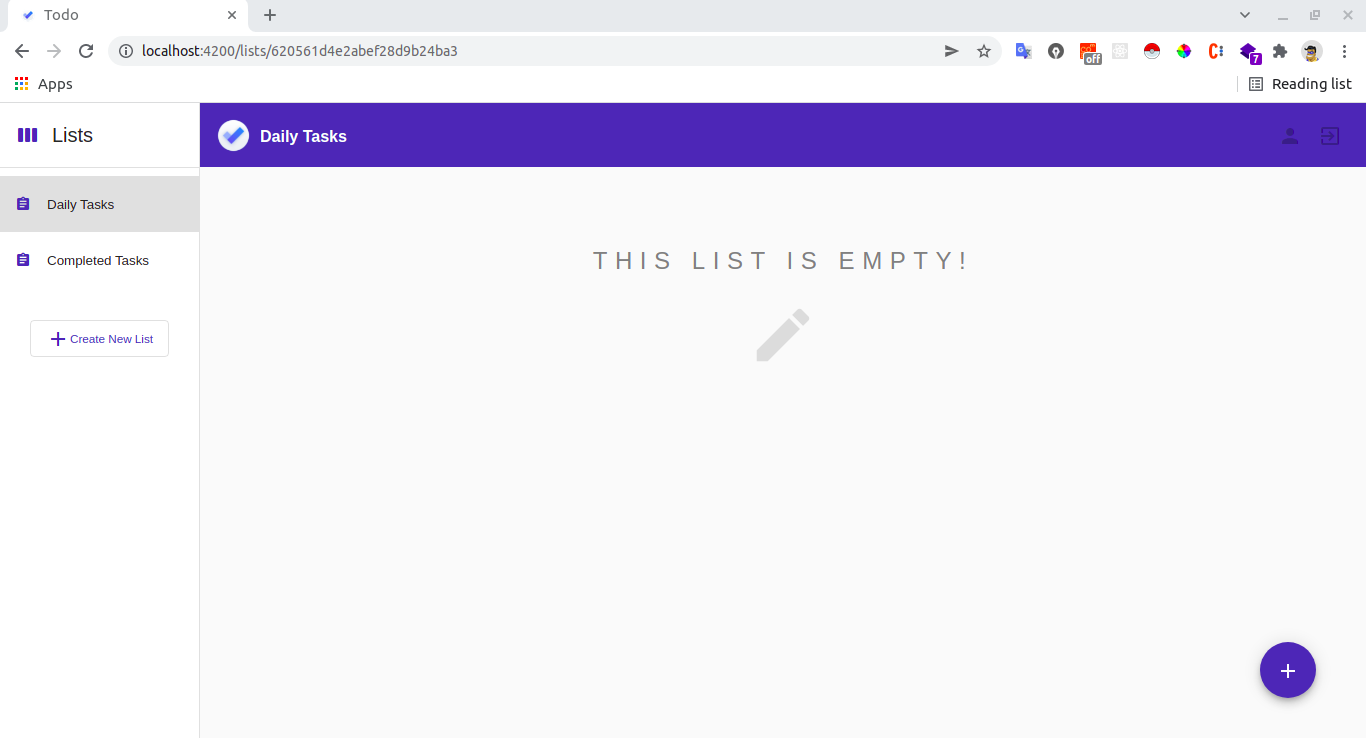 Todo
localhost:4200/lists/620561d4e2abef28d9b24ba3
off
7
Apps
Reading list
Lists
Daily Tasks
Daily Tasks
Completed Tasks
Create New List
THIS LIST IS EMPTY!